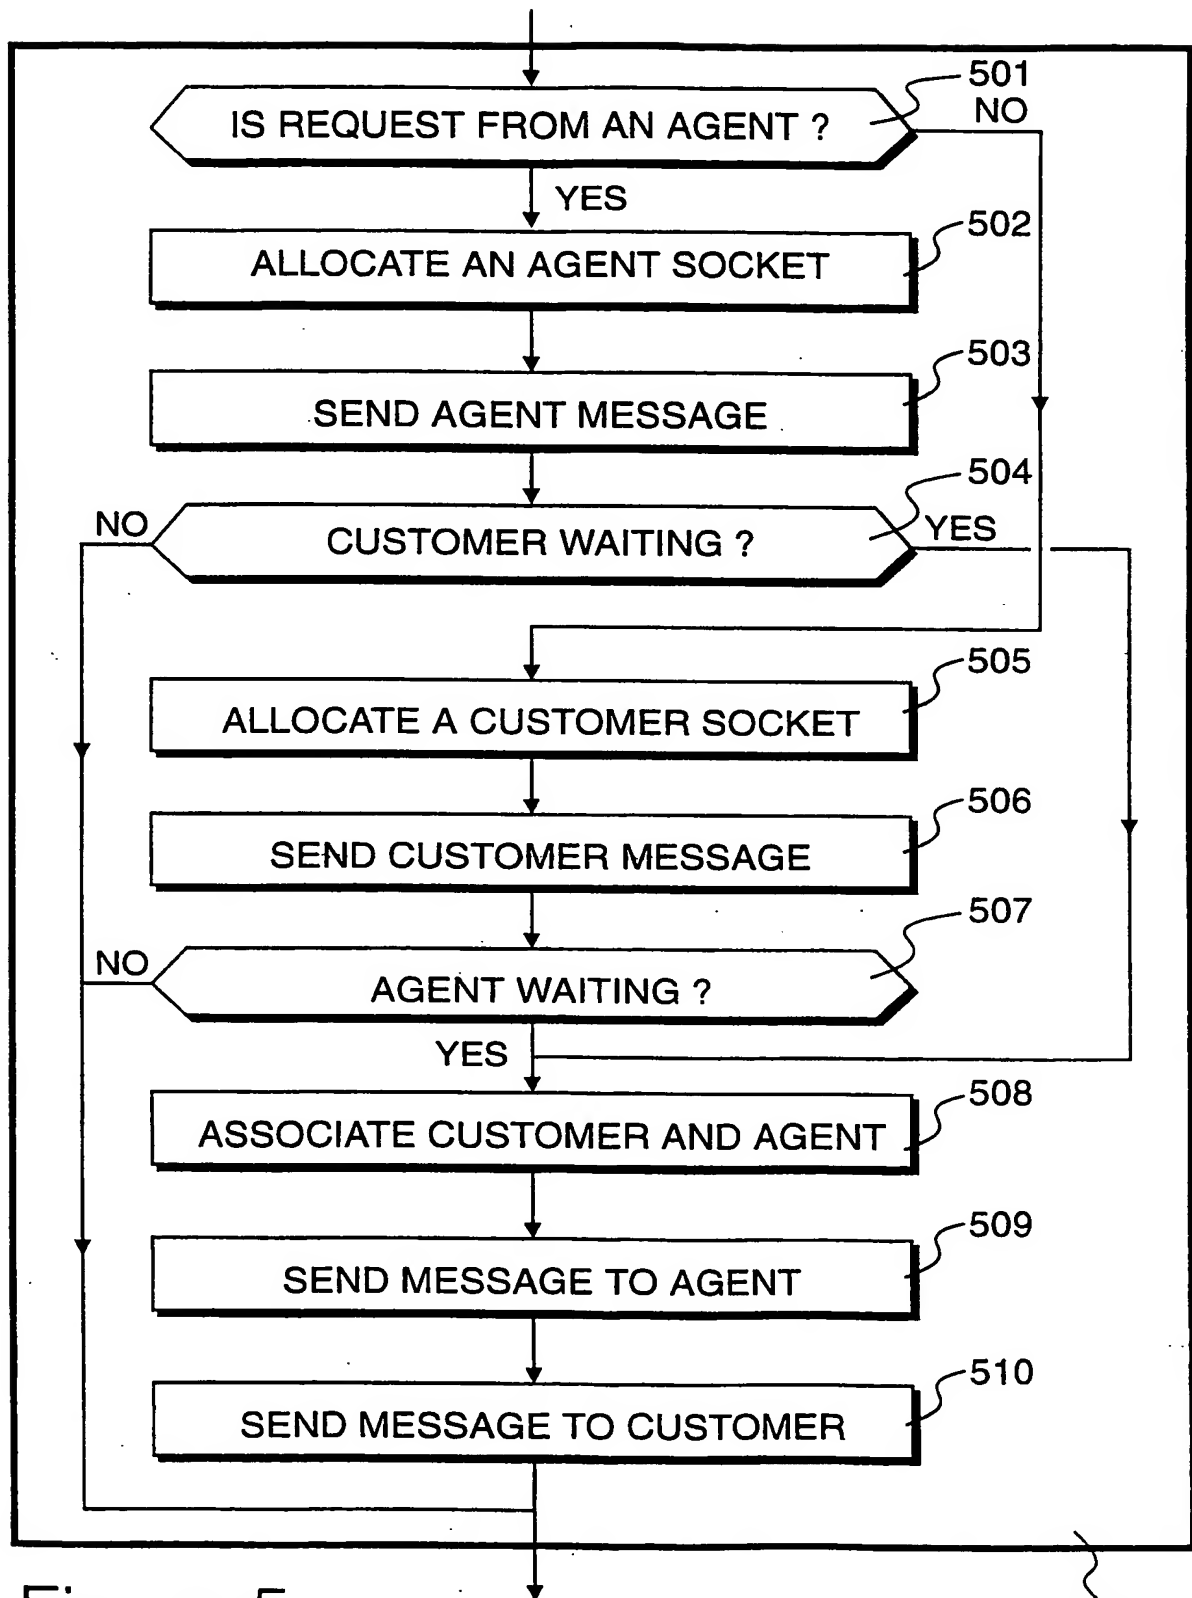 501
NO
IS REQUEST FROM AN AGENT ?
YES
502
ALLOCATE AN AGENT SOCKET
503
SEND AGENT MESSAGE
504
NO
YES
CUSTOMER WAITING ?
505
ALLOCATE A CUSTOMER SOCKET
506
SEND CUSTOMER MESSAGE
507
NO
AGENT WAITING ?
YES
508
ASSOCIATE CUSTOMER AND AGENT
509
SEND MESSAGE TO AGENT
510
SEND MESSAGE TO CUSTOMER